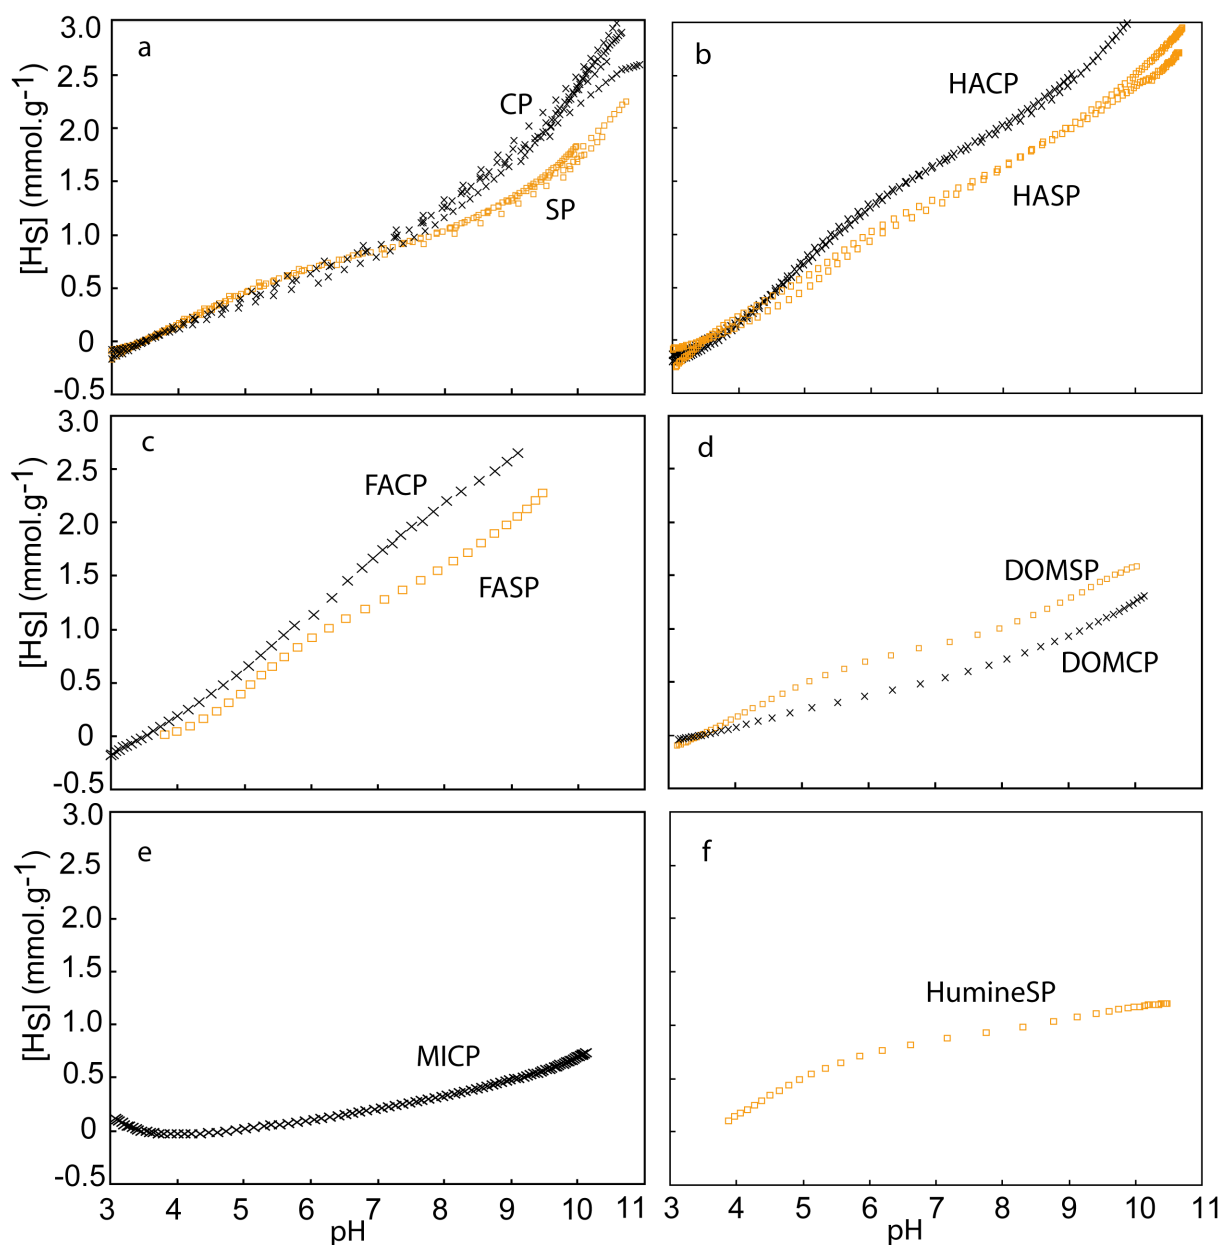 3.0
2.5
2.0
1.5
1.0
0.5
0
-0.5
[HS] (mmol.g-1)
a
CP
SP
b
HACP
HASP
3.0
2.5
2.0
1.5
1.0
0.5
0
-0.5
[HS] (mmol.g-1)
c
FACP
FASP
d
DOMSP
DOMCP
3.0
2.5
2.0
1.5
1.0
0.5
0
-0.5
[HS] (mmol.g-1)
e
MICP
f
HumineSP
3 4 5 6 7 8 9 10 11
pH
3 4 5 6 7 8 9 10 11
pH